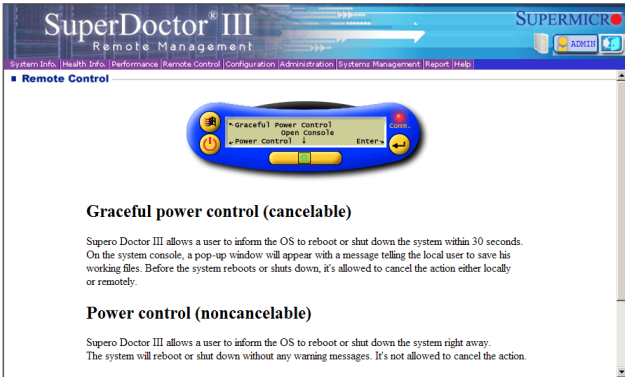 SuperDoctor® III
Remote Management
SUPERMICR
ADMIN
System Info. Health Info. Performance Remote Control Configuration Administration Systems Management Report Help
Remote Control
Graceful Power Control
Open Console
Power Control Enter
Comm.
Graceful power control (cancelable)
Supero Doctor III allows a user to inform the OS to reboot or shut down the system within 30 seconds.
On the system console, a pop-up window will appear with a message telling the local user to save his
working files. Before the system reboots or shuts down, it's allowed to cancel the action either locally
or remotely.
Power control (noncancelable)
Supero Doctor III allows a user to inform the OS to reboot or shut down the system right away.
The system will reboot or shut down without any warning messages. It's not allowed to cancel the action.